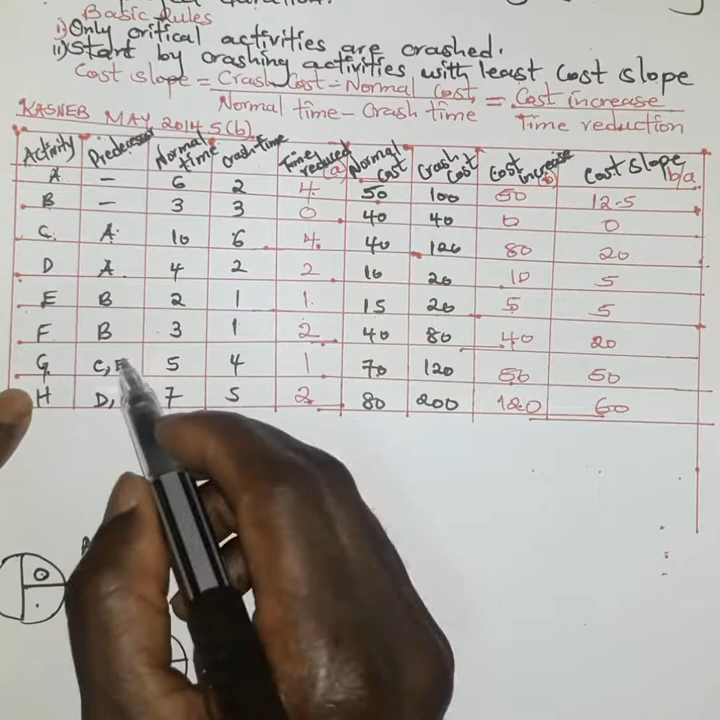 Basic Rules
i) Only critical activities are crashed.
ii) Start by crashing activities with least cost slope
Cost slope = Crash Cost - Normal Cost = Cost increase
Normal time - Crash time Time reduction
KASNEB MAY 2014 5(b)
Activity Predecessor Normal time Crash time Time reduced (a) Normal cost Crash cost Cost increase (b) Cost slope b/a
A - 6 2 4 50 100 50 12.5
B - 3 3 0 40 40 0 0
C. A 10 6 4 40 120 80 20
D A 4 2 2 10 20 10 5
E B 2 1 1 15 20 5 5
F B 3 1 2 40 80 40 20
G C, 5 4 1 70 120 50 50
H D, 7 5 2 80 200 120 60
0